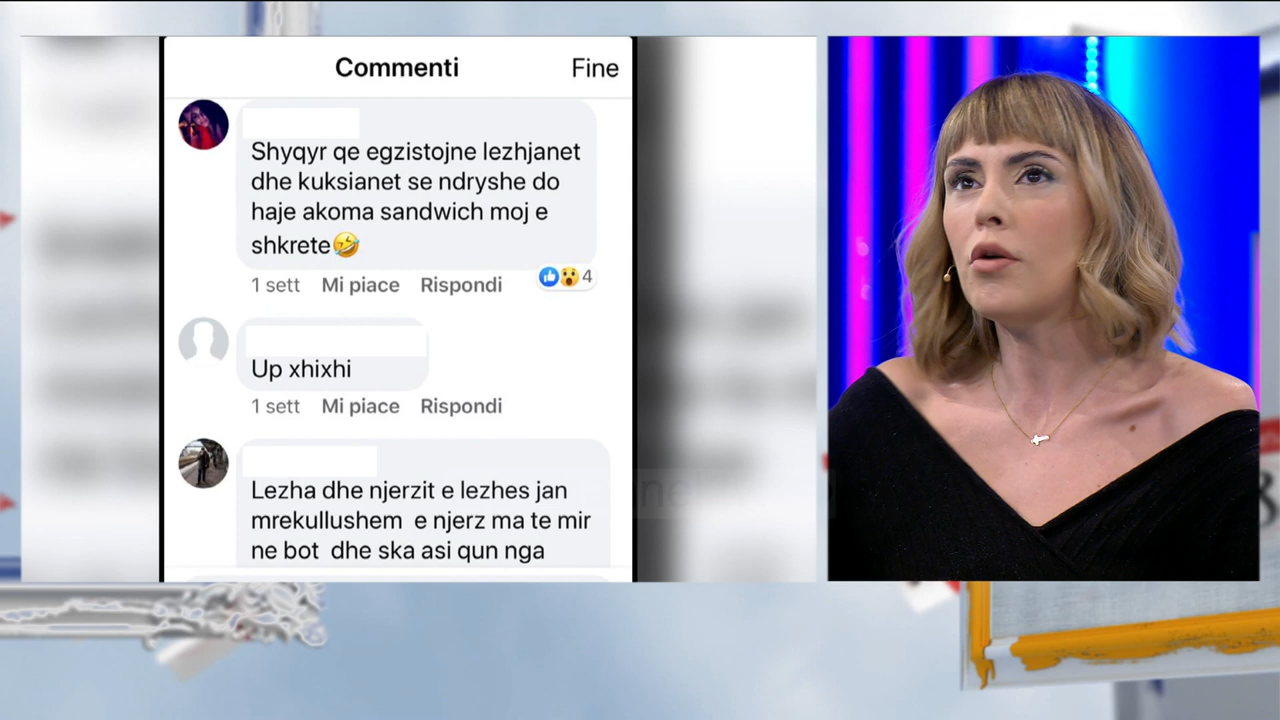 Commenti
Fine
Shyqyr qe egzistojne lezhjanet
dhe kuksianet se ndryshe do
haje akoma sandwich moj e
shkrete🤣
1 sett Mi piace Rispondi 4
Up xhixhi
1 sett Mi piace Rispondi
Lezha dhe njerzit e lezhes jan
mrekullushem e njerz ma te mir
ne bot dhe ska asi qun nga